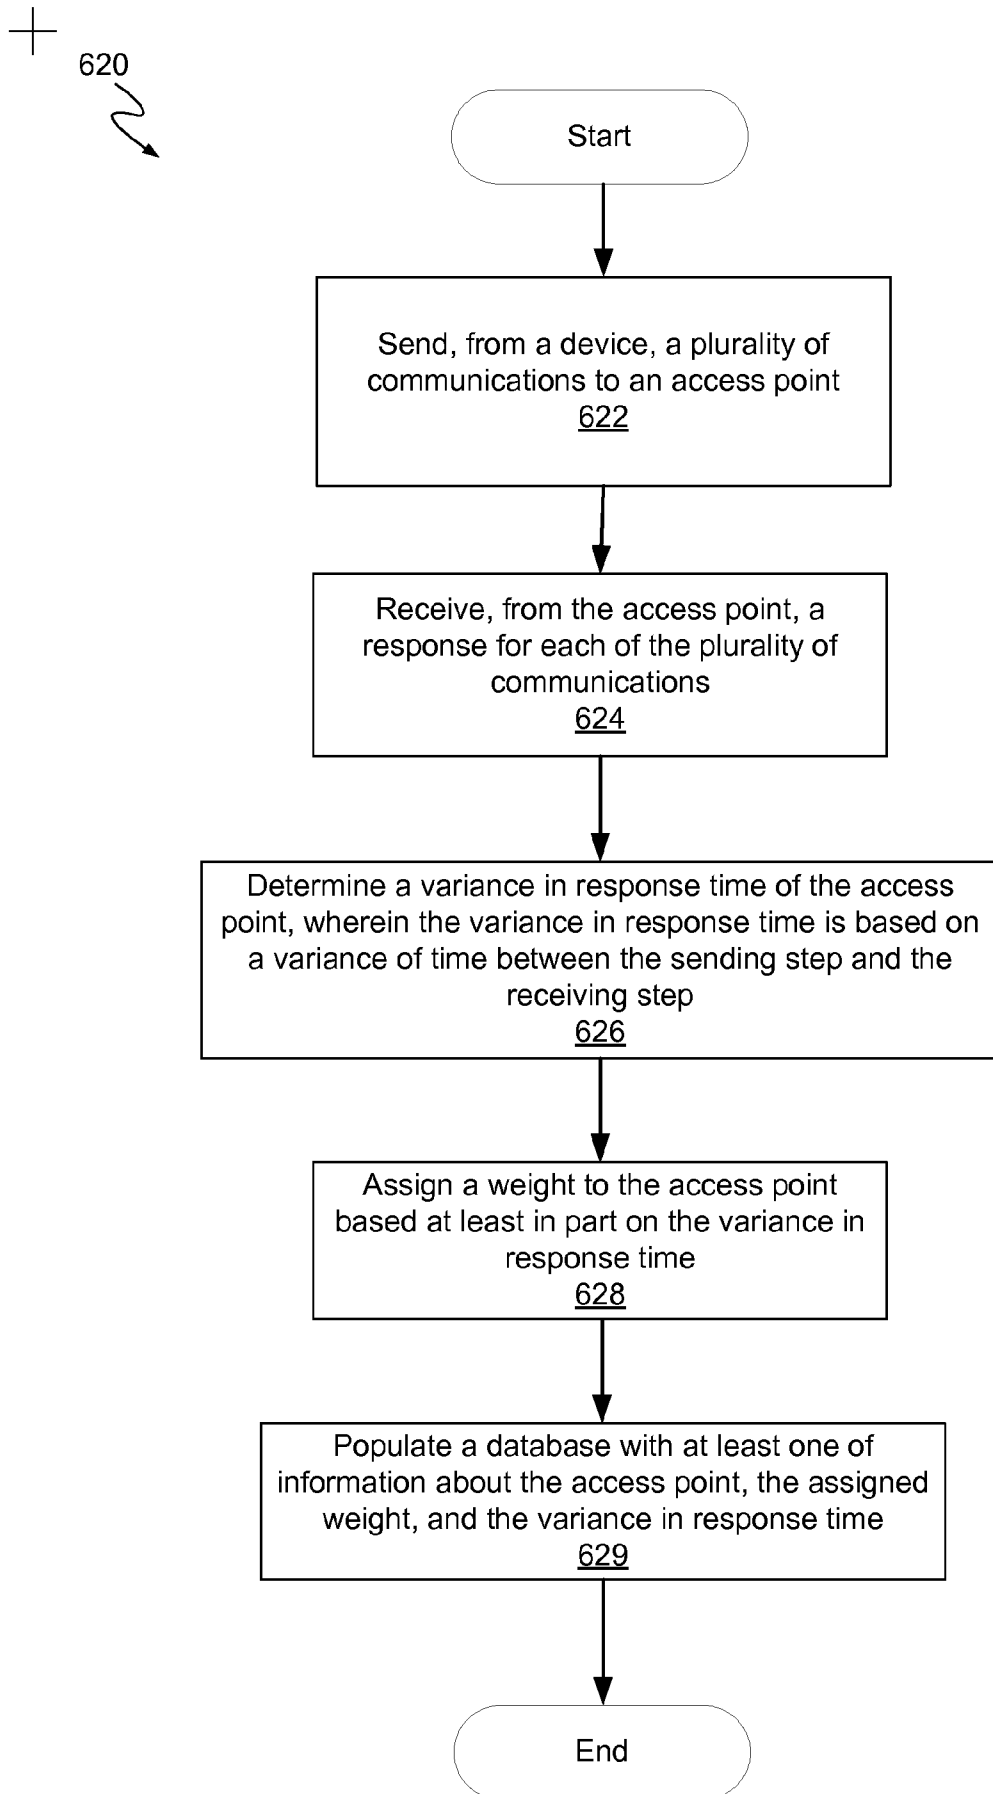 620
Start
Send, from a device, a plurality of
communications to an access point
622
Receive, from the access point, a
response for each of the plurality of
communications
624
Determine a variance in response time of the access
point, wherein the variance in response time is based on
a variance of time between the sending step and the
receiving step
626
Assign a weight to the access point
based at least in part on the variance in
response time
628
Populate a database with at least one of
information about the access point, the assigned
weight, and the variance in response time
629
End